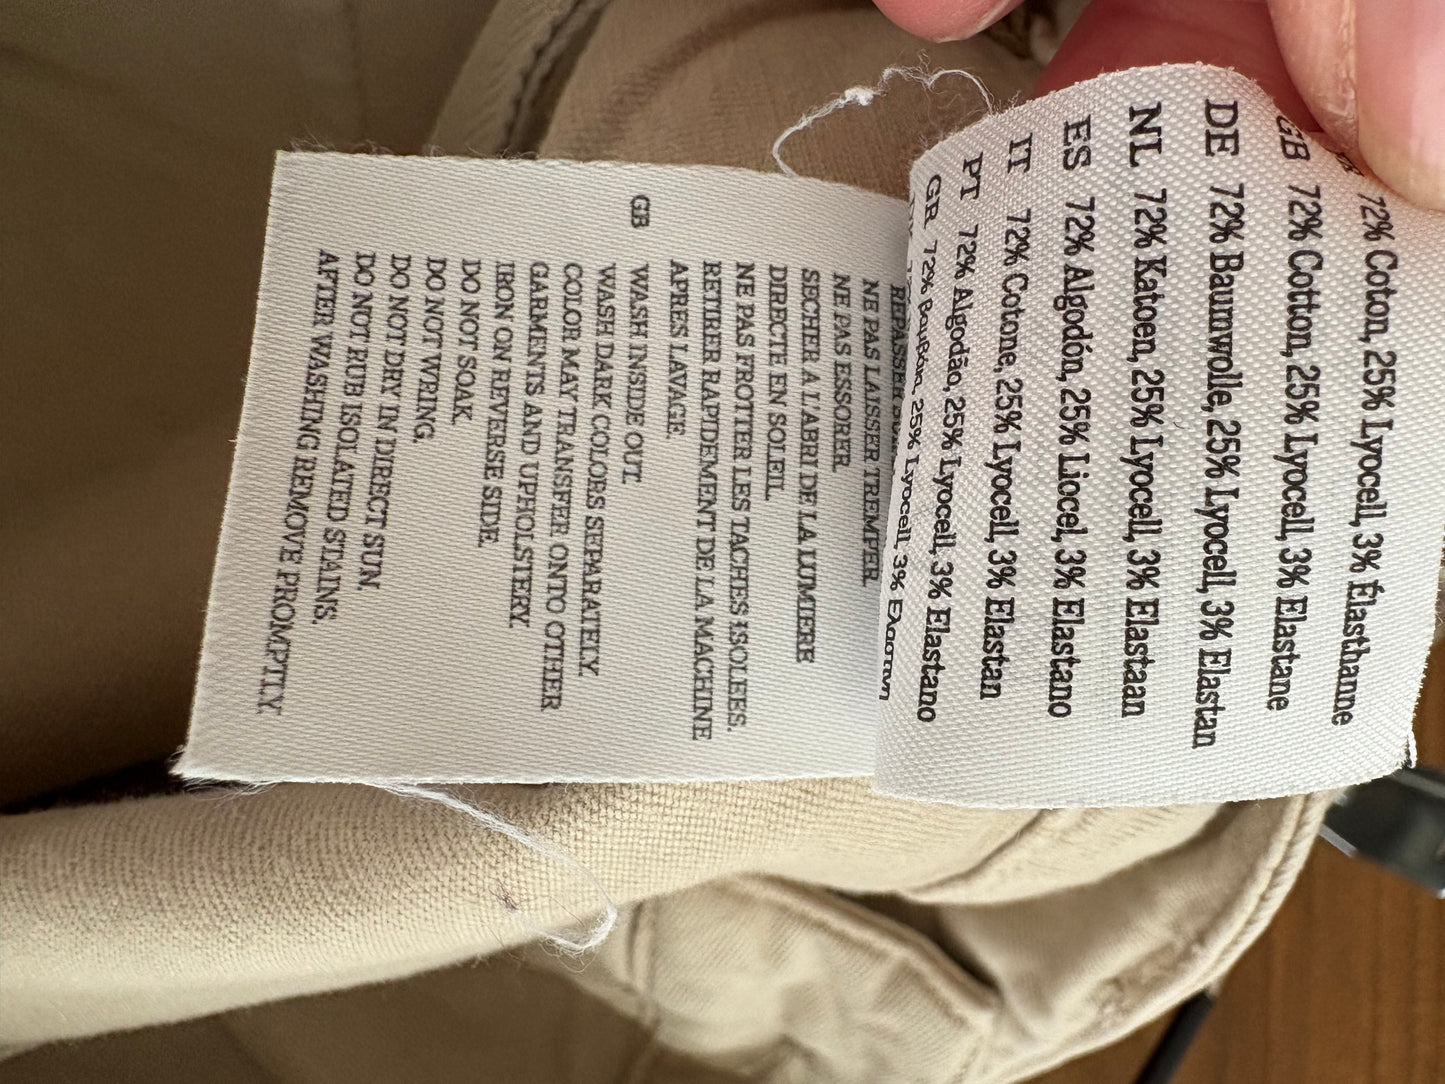 72% Coton, 25% Lyocell, 3% Élasthanne
GB 72% Cotton, 25% Lyocell, 3% Elastane
DE 72% Baumwolle, 25% Lyocell, 3% Elastan
NL 72% Katoen, 25% Lyocell, 3% Elastaan
ES 72% Algodón, 25% Liocel, 3% Elastano
IT 72% Cotone, 25% Lyocell, 3% Elastan
PT 72% Algodão, 25% Lyocell, 3% Elastano
GR 72% Βαμβάκι, 25% Lyocell, 3%
REPASSER
NE PAS LAISSER TREMPER.
NE PAS ESSORER.
SECHER A L'ABRI DE LA LUMIERE
DIRECTE EN SOLEIL.
NE PAS FROTTER LES TACHES ISOLEES.
RETIRER RAPIDEMENT DE LA MACHINE
APRES LAVAGE.
GB WASH INSIDE OUT.
WASH DARK COLORS SEPARATELY.
COLOR MAY TRANSFER ONTO OTHER
GARMENTS AND UPHOLSTERY.
IRON ON REVERSE SIDE.
DO NOT SOAK.
DO NOT WRING.
DO NOT DRY IN DIRECT SUN.
DO NOT RUB ISOLATED STAINS.
AFTER WASHING REMOVE PROMPTLY.